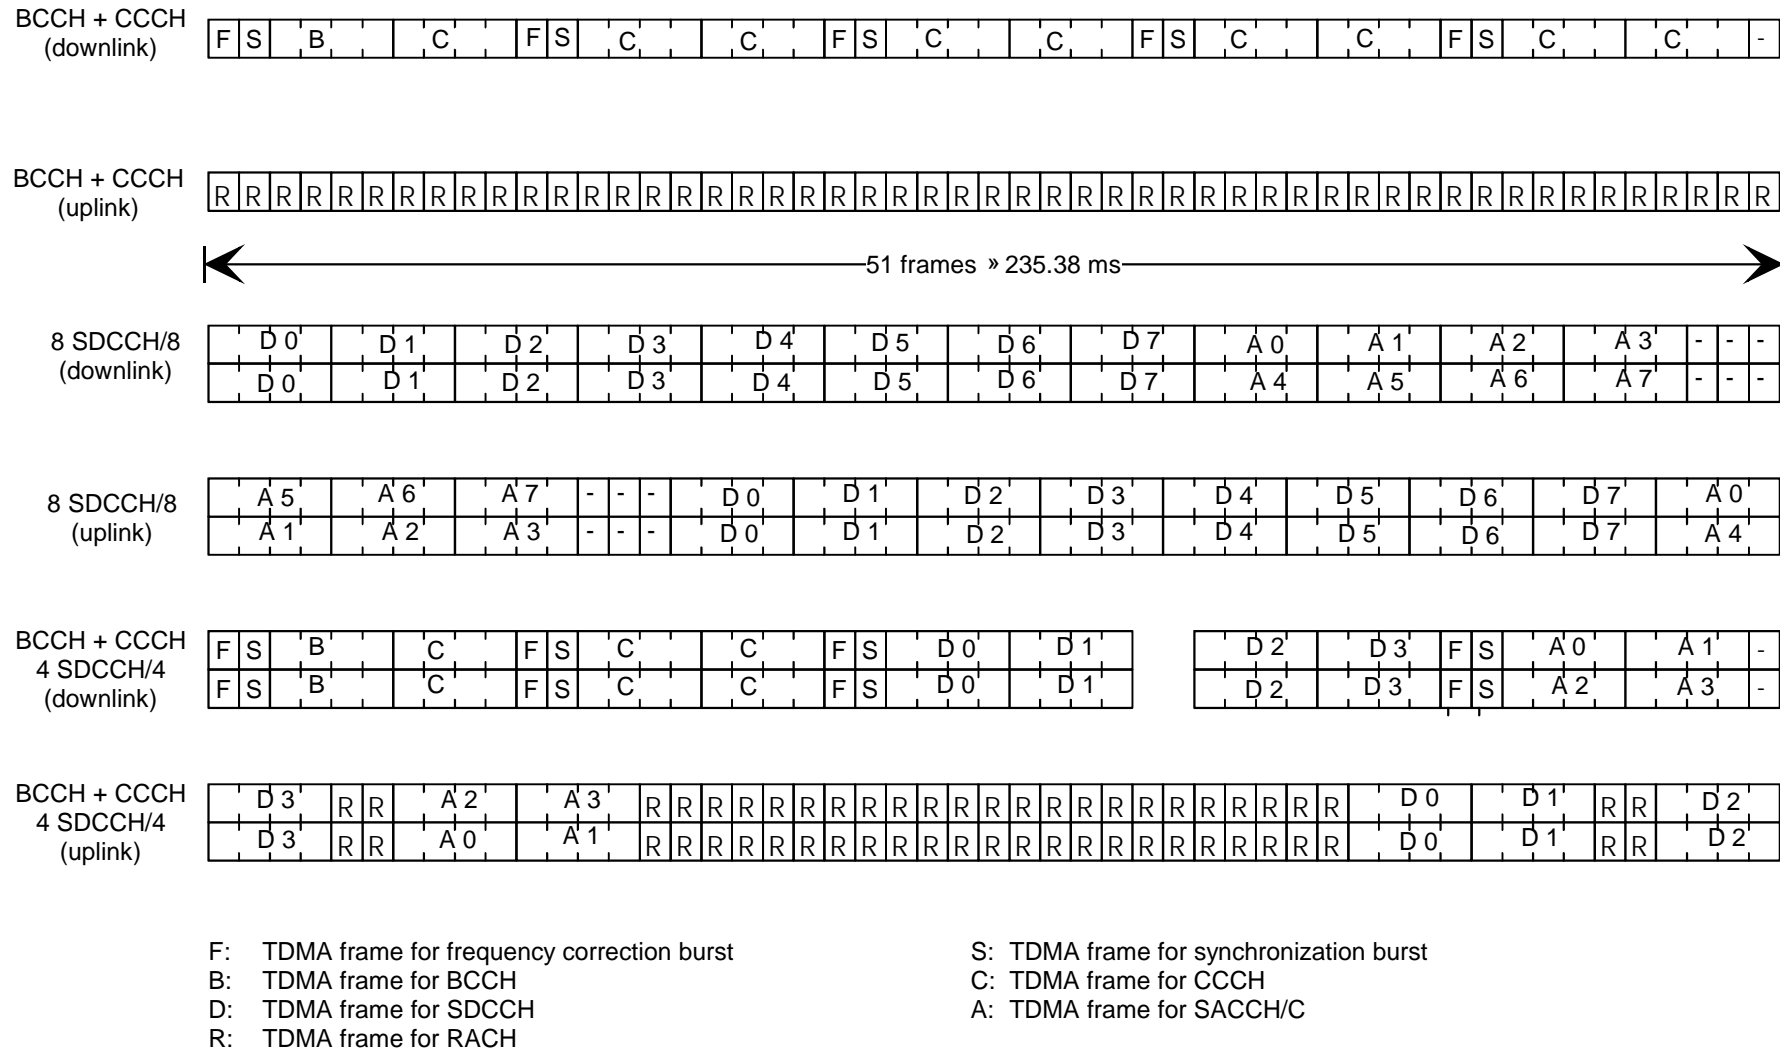 BCCH + CCCH
(downlink)
F S B C F S C C F S C C F S C C F S C C -
BCCH + CCCH
(uplink)
R R R R R R R R R R R R R R R R R R R R R R R R R R R R R R R R R R R R R R R R R R R R R R R R R R R
51 frames » 235.38 ms
8 SDCCH/8
(downlink)
D 0 D 1 D 2 D 3 D 4 D 5 D 6 D 7 A 0 A 1 A 2 A 3 - - -
D 0 D 1 D 2 D 3 D 4 D 5 D 6 D 7 A 4 A 5 A 6 A 7 - - -
8 SDCCH/8
(uplink)
A 5 A 6 A 7 - - - D 0 D 1 D 2 D 3 D 4 D 5 D 6 D 7 A 0
A 1 A 2 A 3 - - - D 0 D 1 D 2 D 3 D 4 D 5 D 6 D 7 A 4
BCCH + CCCH
4 SDCCH/4
(downlink)
F S B C F S C C F S D 0 D 1 D 2 D 3 F S A 0 A 1 -
F S B C F S C C F S D 0 D 1 D 2 D 3 F S A 2 A 3 -
BCCH + CCCH
4 SDCCH/4
(uplink)
D 3 R R A 2 A 3 R R R R R R R R R R R R R R R R R R R R R R R D 0 D 1 R R D 2
D 3 R R A 0 A 1 R R R R R R R R R R R R R R R R R R R R R R R D 0 D 1 R R D 2
F: TDMA frame for frequency correction burst
S: TDMA frame for synchronization burst
B: TDMA frame for BCCH
C: TDMA frame for CCCH
D: TDMA frame for SDCCH
A: TDMA frame for SACCH/C
R: TDMA frame for RACH